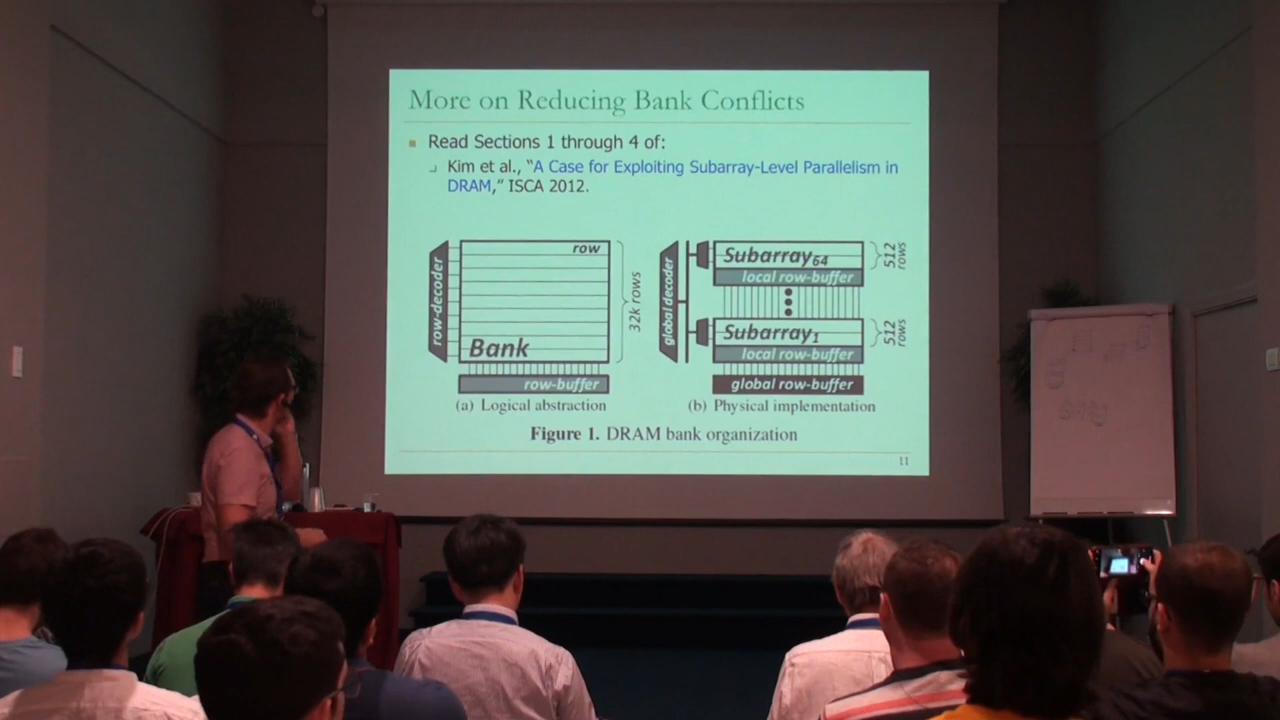 More on Reducing Bank Conflicts
Read Sections 1 through 4 of:
Kim et al., “A Case for Exploiting Subarray-Level Parallelism in
DRAM,” ISCA 2012.
row-decoder
row
Bank
32k rows
row-buffer
(a) Logical abstraction
global decoder
Subarray64
local row-buffer
512
rows
Subarray1
local row-buffer
512
rows
global row-buffer
(b) Physical implementation
Figure 1. DRAM bank organization
11